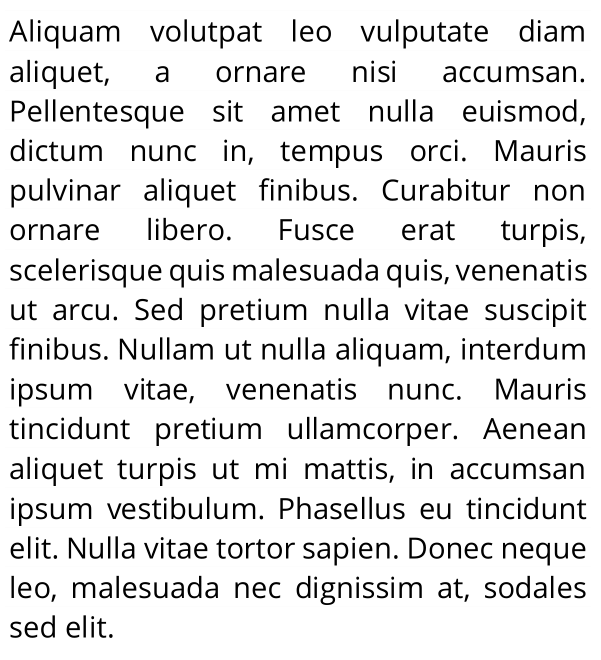 Aliquam volutpat leo vulputate diam
aliquet, a ornare nisi accumsan.
Pellentesque sit amet nulla euismod,
dictum nunc in, tempus orci. Mauris
pulvinar aliquet finibus. Curabitur non
ornare libero. Fusce erat turpis,
scelerisque quis malesuada quis, venenatis
ut arcu. Sed pretium nulla vitae suscipit
finibus. Nullam ut nulla aliquam, interdum
ipsum vitae, venenatis nunc. Mauris
tincidunt pretium ullamcorper. Aenean
aliquet turpis ut mi mattis, in accumsan
ipsum vestibulum. Phasellus eu tincidunt
elit. Nulla vitae tortor sapien. Donec neque
leo, malesuada nec dignissim at, sodales
sed elit.